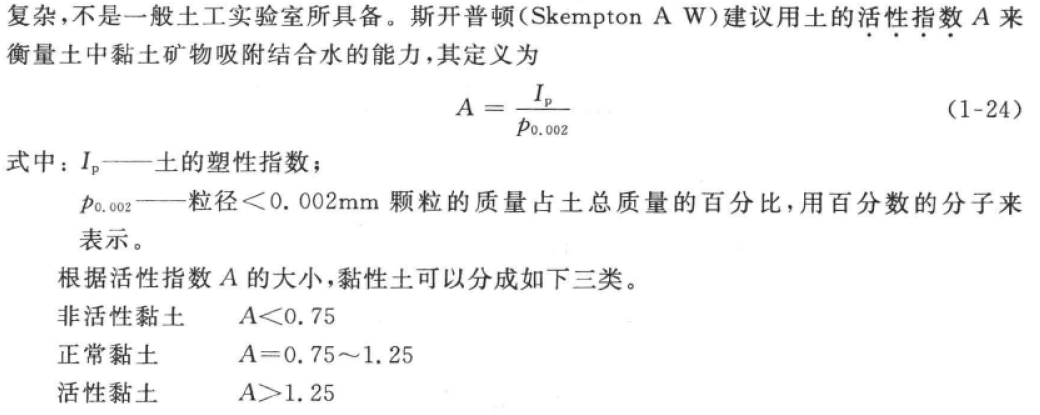 复杂,不是一般土工实验室所具备。斯开普顿(Skempton A W)建议用土的活性指数 A 来
衡量土中黏土矿物吸附结合水的能力,其定义为
A = I_p / p_{0.002} (1-24)
式中: I_p——土的塑性指数;
p_{0.002}——粒径<0.002mm 颗粒的质量占土总质量的百分比,用百分数的分子来
表示。
根据活性指数 A 的大小,黏性土可以分成如下三类。
非活性黏土 A<0.75
正常黏土 A=0.75~1.25
活性黏土 A>1.25